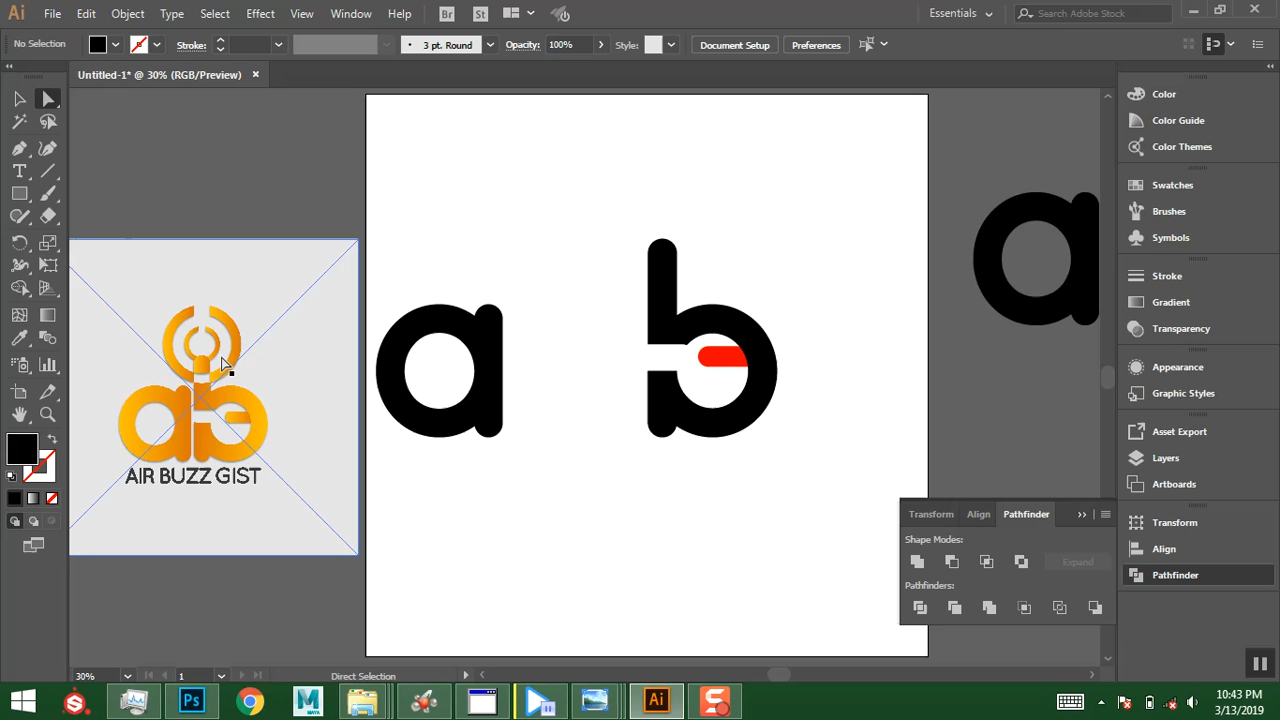 Ai File Edit Object Type Select Effect View Window Help Br St Essentials Search Adobe Stock
No Selection Stroke: 3 pt. Round Opacity: 100% Style: Document Setup Preferences
Untitled-1* @ 30% (RGB/Preview)
Color
Color Guide
Color Themes
Swatches
Brushes
Symbols
Stroke
Gradient
Transparency
Appearance
Graphic Styles
Asset Export
Layers
Artboards
Transform
Align
Pathfinder
ab
AIR BUZZ GIST
a b
a
Transform Align Pathfinder
Shape Modes:
Expand
Pathfinders:
30% 1 Direct Selection
Ps MAYA Ai
10:43 PM
3/13/2019